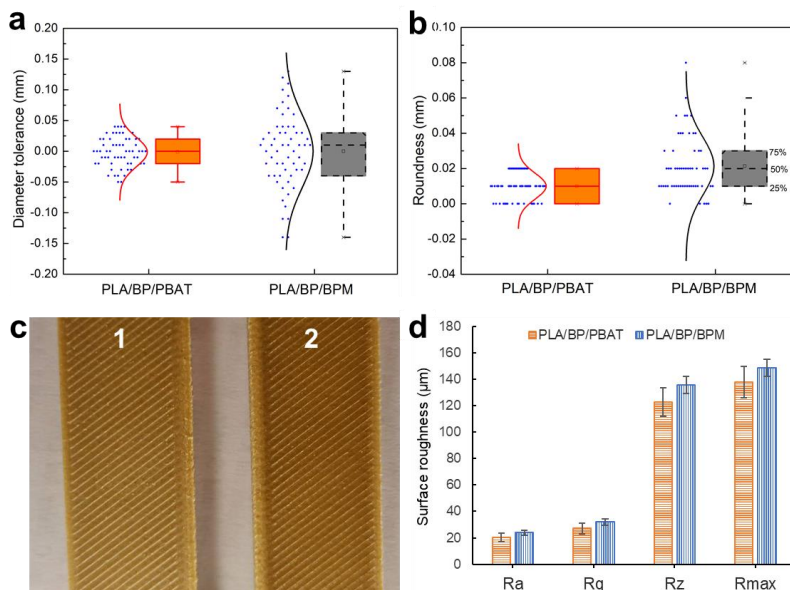 a
Diameter tolerance (mm)
0.20
0.15
0.10
0.05
0.00
-0.05
-0.10
-0.15
-0.20
PLA/BP/PBAT
PLA/BP/BPM
b
Roundness (mm)
0.10
0.08
0.06
0.04
0.02
0.00
-0.02
-0.04
75%
50%
25%
PLA/BP/PBAT
PLA/BP/BPM
c
1
2
d
PLA/BP/PBAT
PLA/BP/BPM
Surface roughness (μm)
180
160
140
120
100
80
60
40
20
0
Ra
Rq
Rz
Rmax